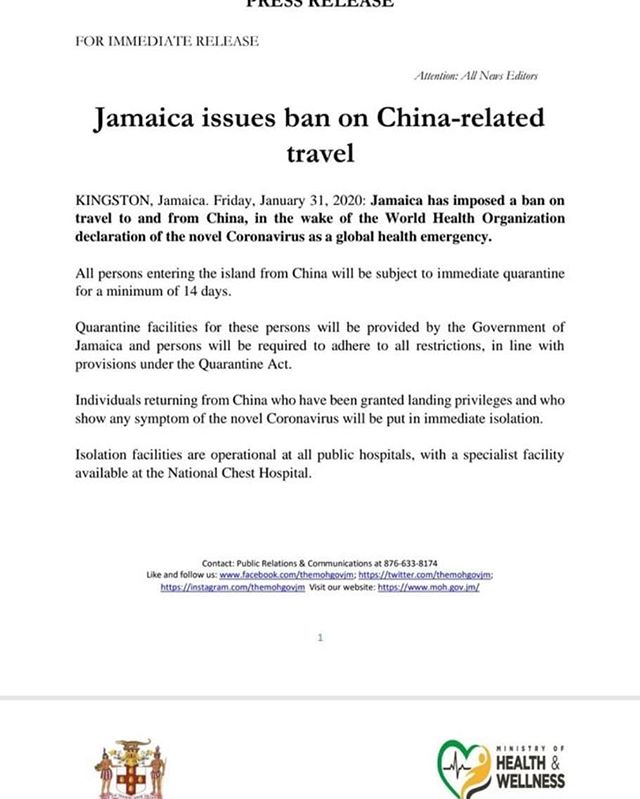 PRESS RELEASE
FOR IMMEDIATE RELEASE
Attention: All News Editors
Jamaica issues ban on China-related
travel
KINGSTON, Jamaica. Friday, January 31, 2020: Jamaica has imposed a ban on
travel to and from China, in the wake of the World Health Organization
declaration of the novel Coronavirus as a global health emergency.
All persons entering the island from China will be subject to immediate quarantine
for a minimum of 14 days.
Quarantine facilities for these persons will be provided by the Government of
Jamaica and persons will be required to adhere to all restrictions, in line with
provisions under the Quarantine Act.
Individuals returning from China who have been granted landing privileges and who
show any symptom of the novel Coronavirus will be put in immediate isolation.
Isolation facilities are operational at all public hospitals, with a specialist facility
available at the National Chest Hospital.
Contact: Public Relations & Communications at 876-633-8174
Like and follow us: www.facebook.com/themohgovjm; https://twitter.com/themohgovjm;
https://instagram.com/themohgovjm Visit our website: https://www.moh.gov.jm/
1
MINISTRY OF
HEALTH &
WELLNESS